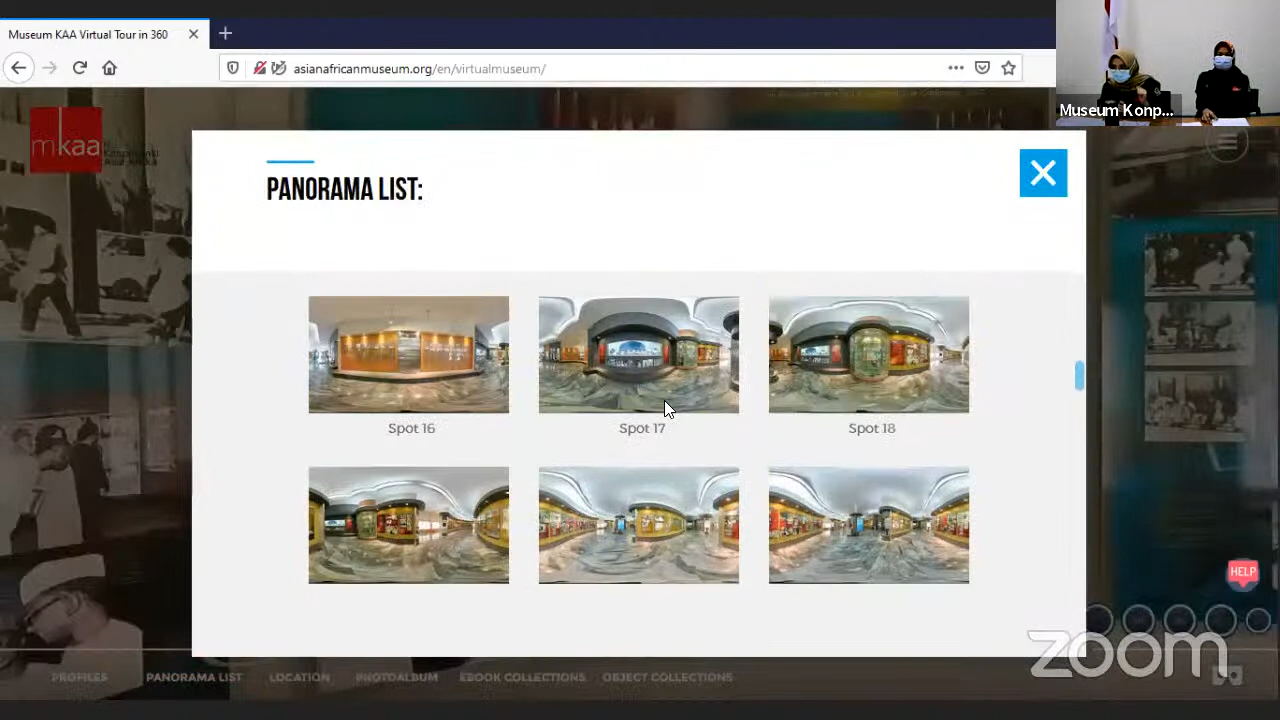 Museum KAA Virtual Tour in 360
asianafricanmuseum.org/en/virtualmuseum/
Museum Konp...
mkaa
PANORAMA LIST:
Spot 16
Spot 17
Spot 18
HELP
zoom
PROFILES
PANORAMA LIST
LOCATION
PHOTOALBUM
EBOOK COLLECTIONS
OBJECT COLLECTIONS